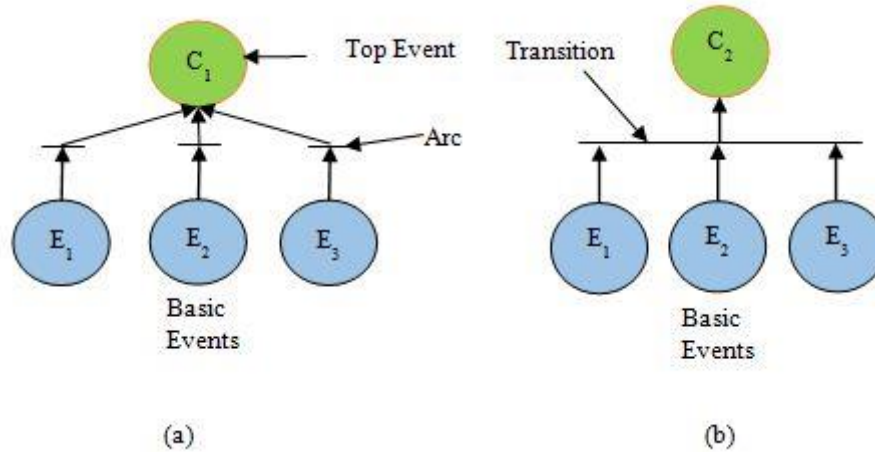 C₁
Top Event
Arc
E₁
E₂
E₃
Basic
Events
(a)
Transition
C₂
E₁
E₂
E₃
Basic
Events
(b)